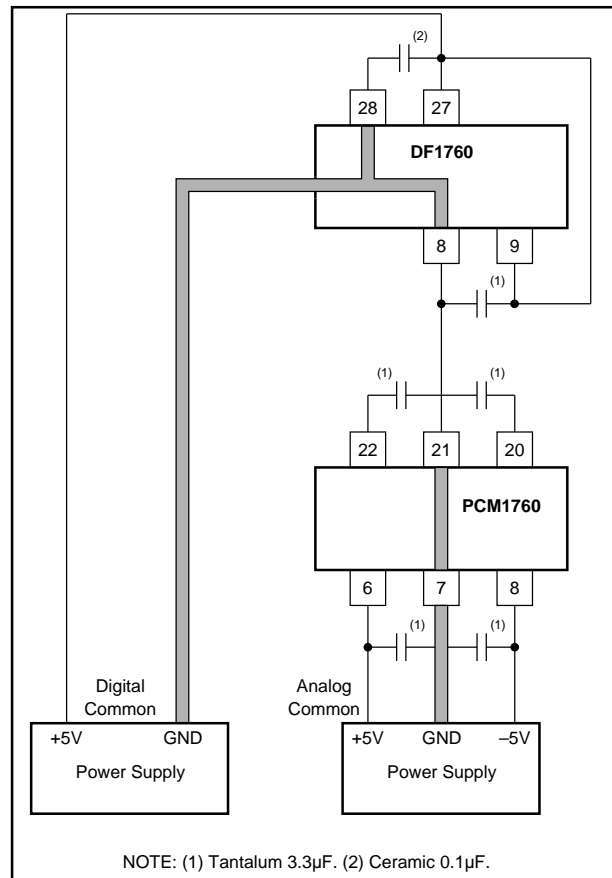 (2)
28
27
DF1760
8
9
(1)
(1)
(1)
22
21
20
PCM1760
6
7
8
(1)
(1)
Digital
Common
Analog
Common
+5V
GND
+5V
GND
–5V
Power Supply
Power Supply
NOTE: (1) Tantalum 3.3µF. (2) Ceramic 0.1µF.